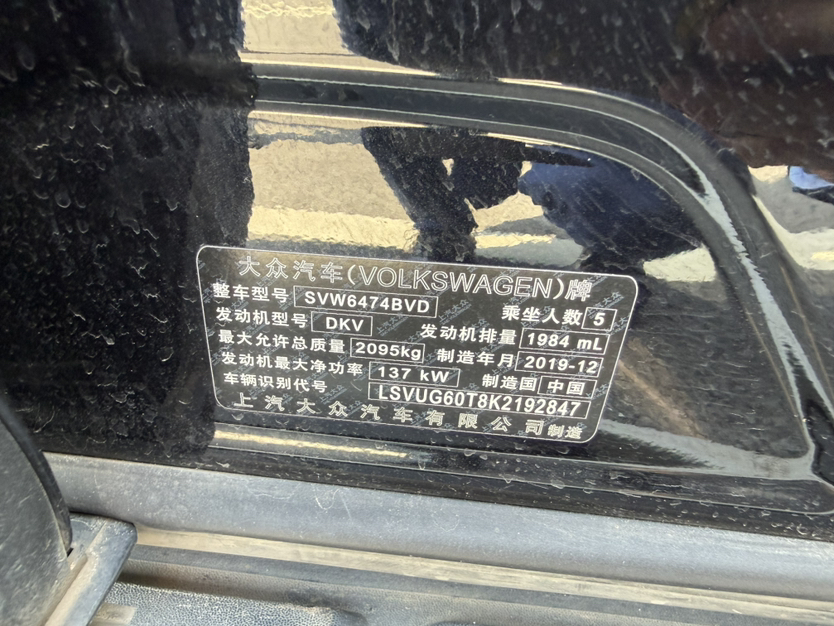 大众汽车(VOLKSWAGEN)牌
整车型号 SVW6474BVD 乘坐人数 5
发动机型号 DKV 发动机排量 1984 mL
最大允许总质量 2095kg 制造年月 2019-12
发动机最大净功率 137 kW 制造国 中国
车辆识别代号 LSVUG60T8K2192847
上汽大众汽车有限公司制造